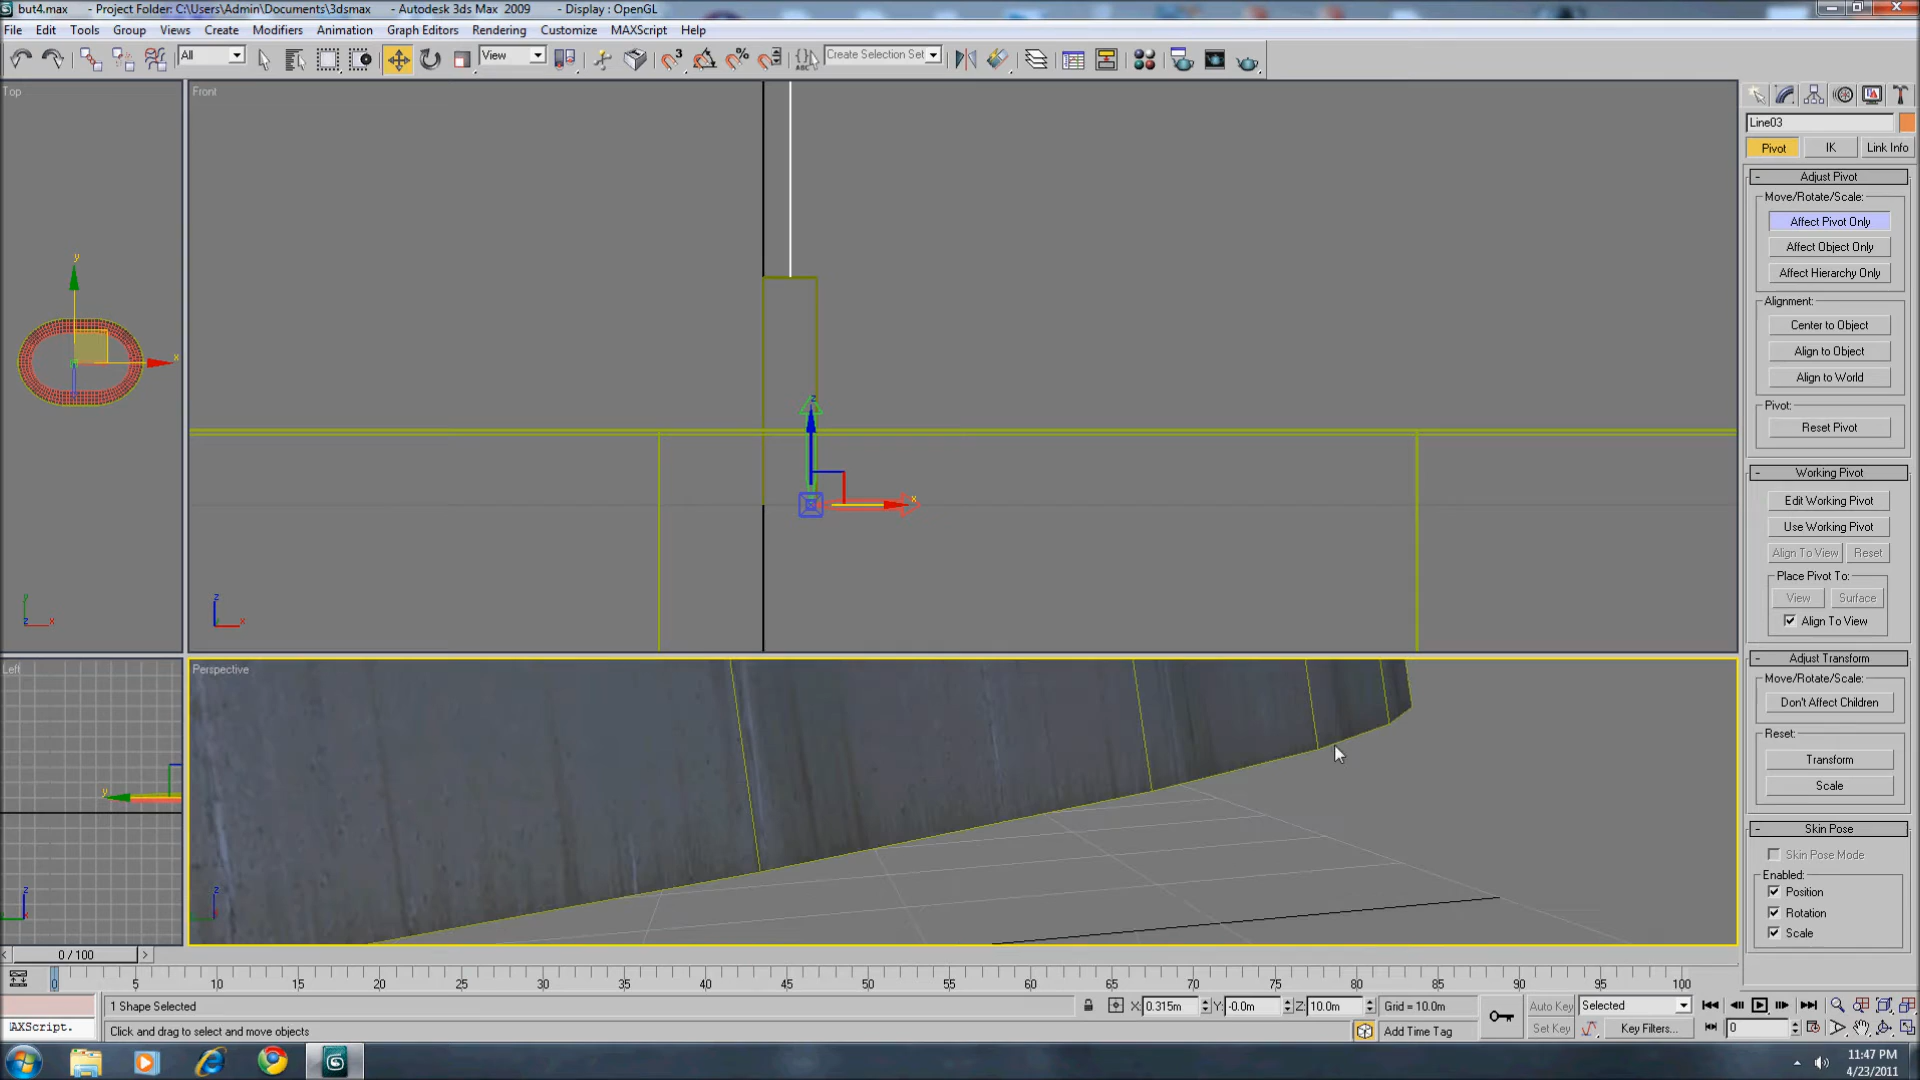 but4.max - Project Folder: C:\Users\Admin\Documents\3dsmax - Autodesk 3ds Max 2009 - Display : OpenGL
File Edit Tools Group Views Create Modifiers Animation Graph Editors Rendering Customize MAXScript Help
All View Create Selection Set
Top Front
Line03
Pivot IK Link Info
- Adjust Pivot
Move/Rotate/Scale:
Affect Pivot Only
Affect Object Only
Affect Hierarchy Only
Alignment:
Center to Object
Align to Object
Align to World
Pivot:
Reset Pivot
- Working Pivot
Edit Working Pivot
Use Working Pivot
Align To View Reset
Place Pivot To:
View Surface
Align To View
- Adjust Transform
Move/Rotate/Scale:
Don't Affect Children
Reset:
Transform
Scale
- Skin Pose
Skin Pose Mode
Enabled:
Position
Rotation
Scale
y
x
z
x
y
z
x
z
x
Left Perspective
y
z
z
0 / 100
0 5 10 15 20 25 30 35 40 45 50 55 60 65 70 75 80 85 90 95 100
1 Shape Selected X: 0.315m Y: -0.0m Z: 10.0m Grid = 10.0m Auto Key Selected
AXScript. Click and drag to select and move objects Add Time Tag Set Key Key Filters... 0
11:47 PM
4/23/2011